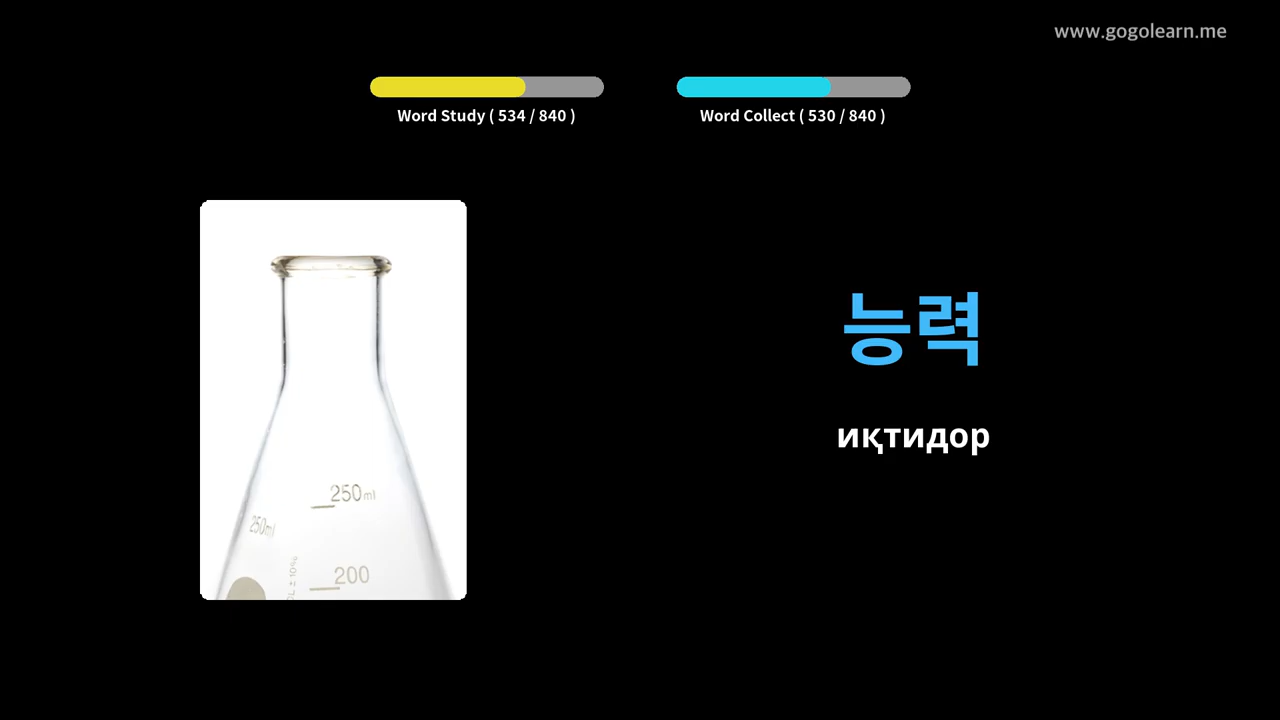 www.gogolearn.me
Word Study ( 534 / 840 )
Word Collect ( 530 / 840 )
능력
иқтидор
250ml
250ml
200